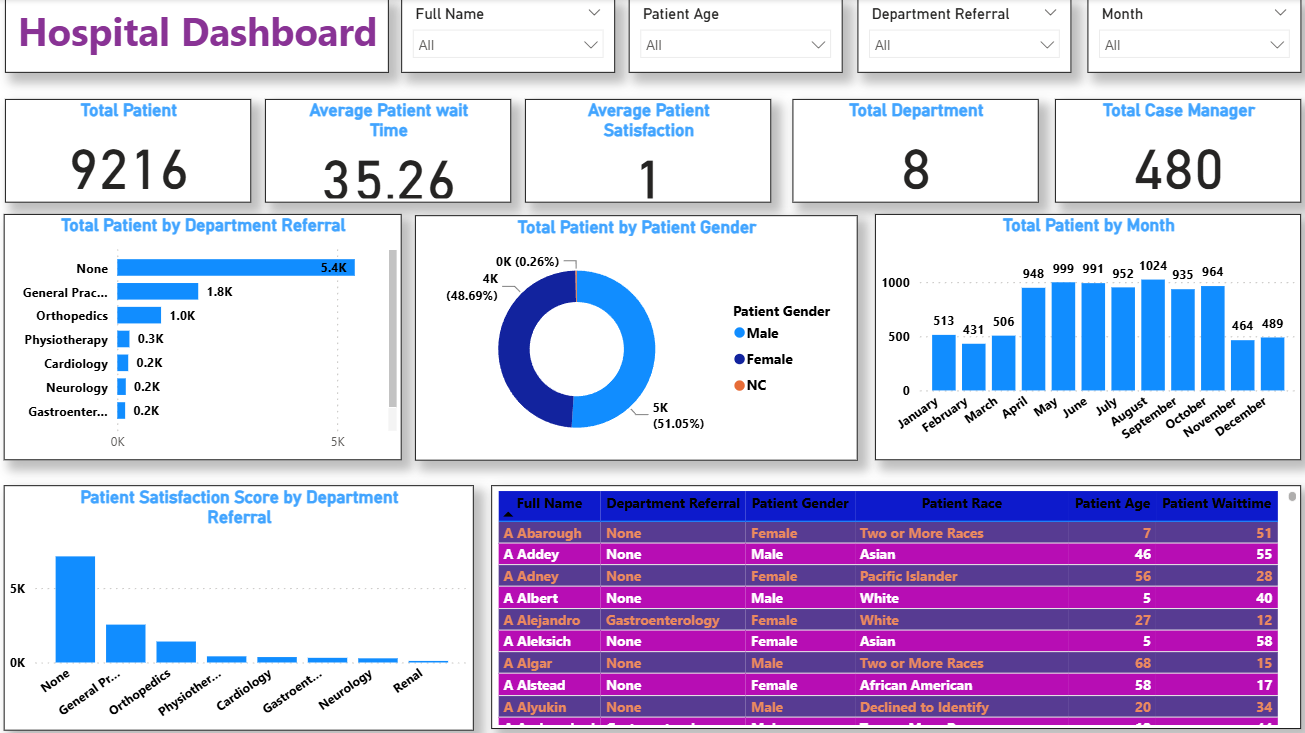 Hospital Dashboard
Full Name
All
Patient Age
All
Department Referral
All
Month
All
Total Patient
9216
Average Patient wait
Time
35.26
Average Patient
Satisfaction
1
Total Department
8
Total Case Manager
480
Total Patient by Department Referral
None 5.4K
General Prac... 1.8K
Orthopedics 1.0K
Physiotherapy 0.3K
Cardiology 0.2K
Neurology 0.2K
Gastroenter... 0.2K
0K 5K
Total Patient by Patient Gender
0K (0.26%)
4K
(48.69%)
5K
(51.05%)
Patient Gender
Male
Female
NC
Total Patient by Month
1000
500
0
513 431 506 948 999 991 952 1024 935 964 464 489
January February March April May June July August September October November December
Patient Satisfaction Score by Department
Referral
5K
0K
None General Pr... Orthopedics Physiother... Cardiology Gastroent... Neurology Renal
Full Name Department Referral Patient Gender Patient Race Patient Age Patient Waittime
A Abarough None Female Two or More Races 7 51
A Addey None Male Asian 46 55
A Adney None Female Pacific Islander 56 28
A Albert None Male White 5 40
A Alejandro Gastroenterology Female White 27 12
A Aleksich None Female Asian 5 58
A Algar None Male Two or More Races 68 15
A Alstead None Female African American 58 17
A Alyukin None Male Declined to Identify 20 34